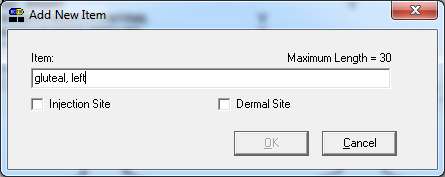 Add New Item
Item: Maximum Length = 30
gluteal, left
Injection Site Dermal Site
OK Cancel